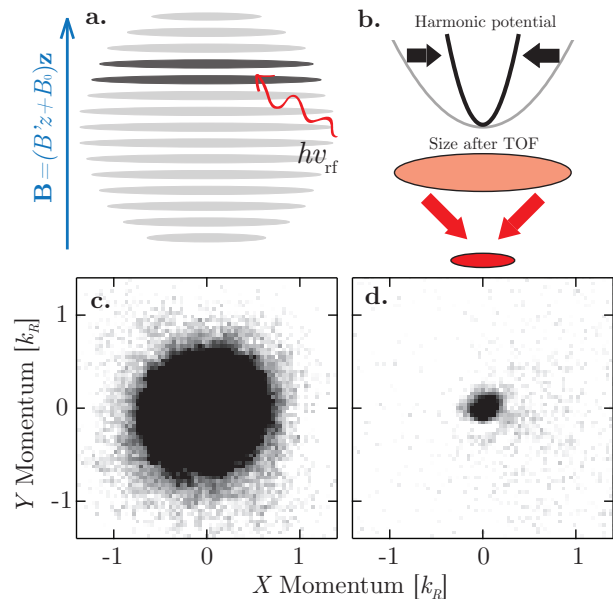 a.
B=(B'z+B₀)z
hν_rf
b.
Harmonic potential
Size after TOF
c.
d.
Y Momentum [k_R]
1
0
-1
-1
0
1
-1
0
1
X Momentum [k_R]